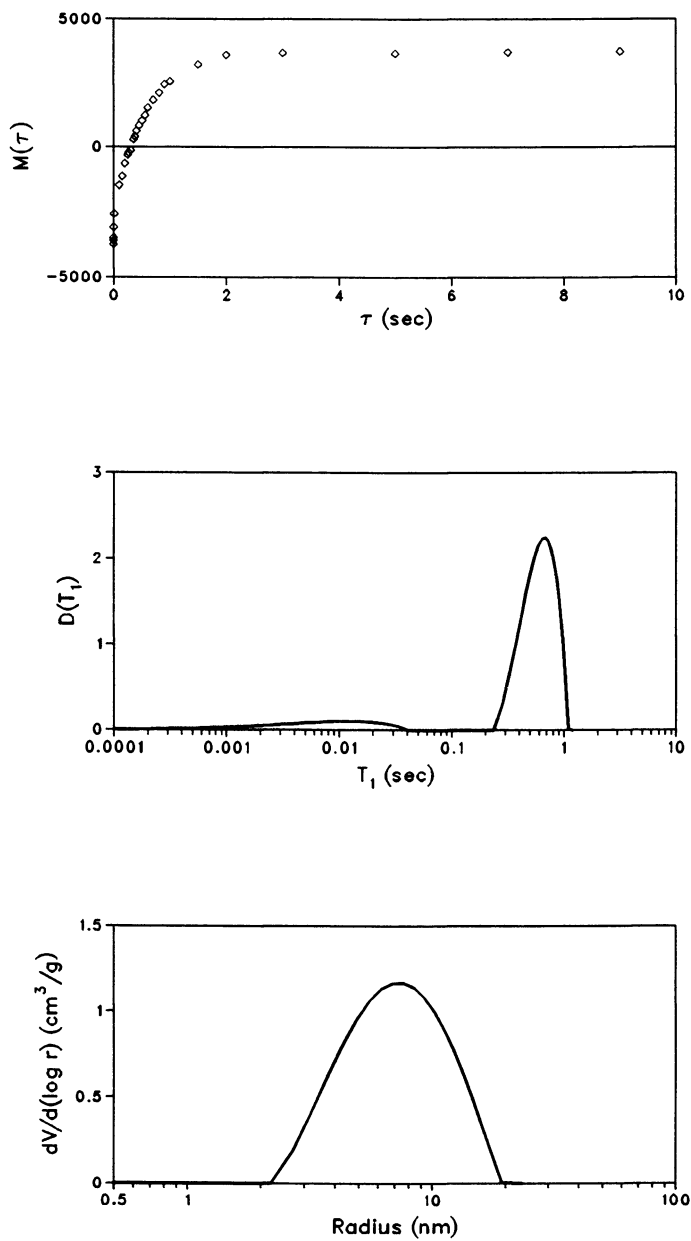 5000
M(τ)
0
−5000
0 2 4 6 8 10
τ (sec)
3
2
D(T₁)
1
0
0.0001 0.001 0.01 0.1 1 10
T₁ (sec)
1.5
dV/d(log r) (cm³/g)
1
0.5
0
0.5 1 10 100
Radius (nm)